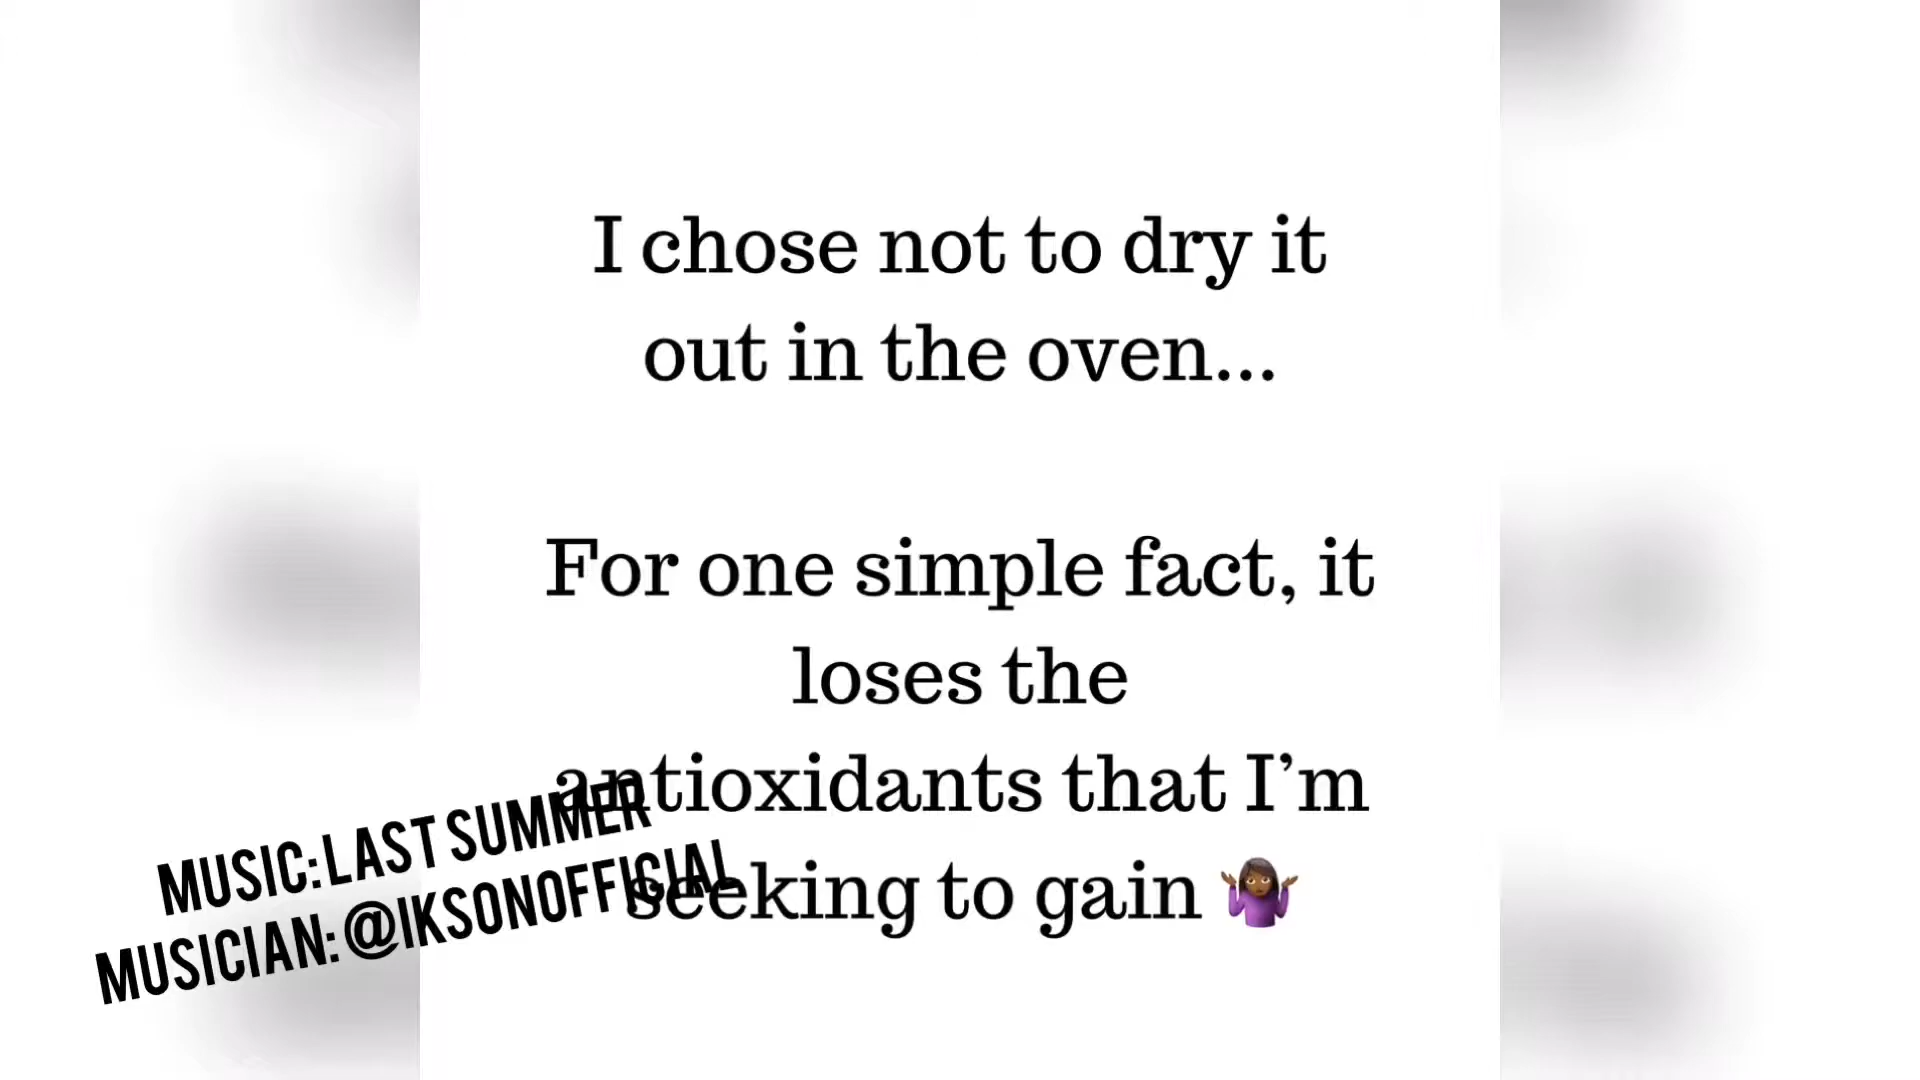 I chose not to dry it
out in the oven...
For one simple fact, it
loses the
antioxidants that I’m
seeking to gain 🤷🏾‍♀️
MUSIC: LAST SUMMER
MUSICIAN: @IKSONOFFICIAL